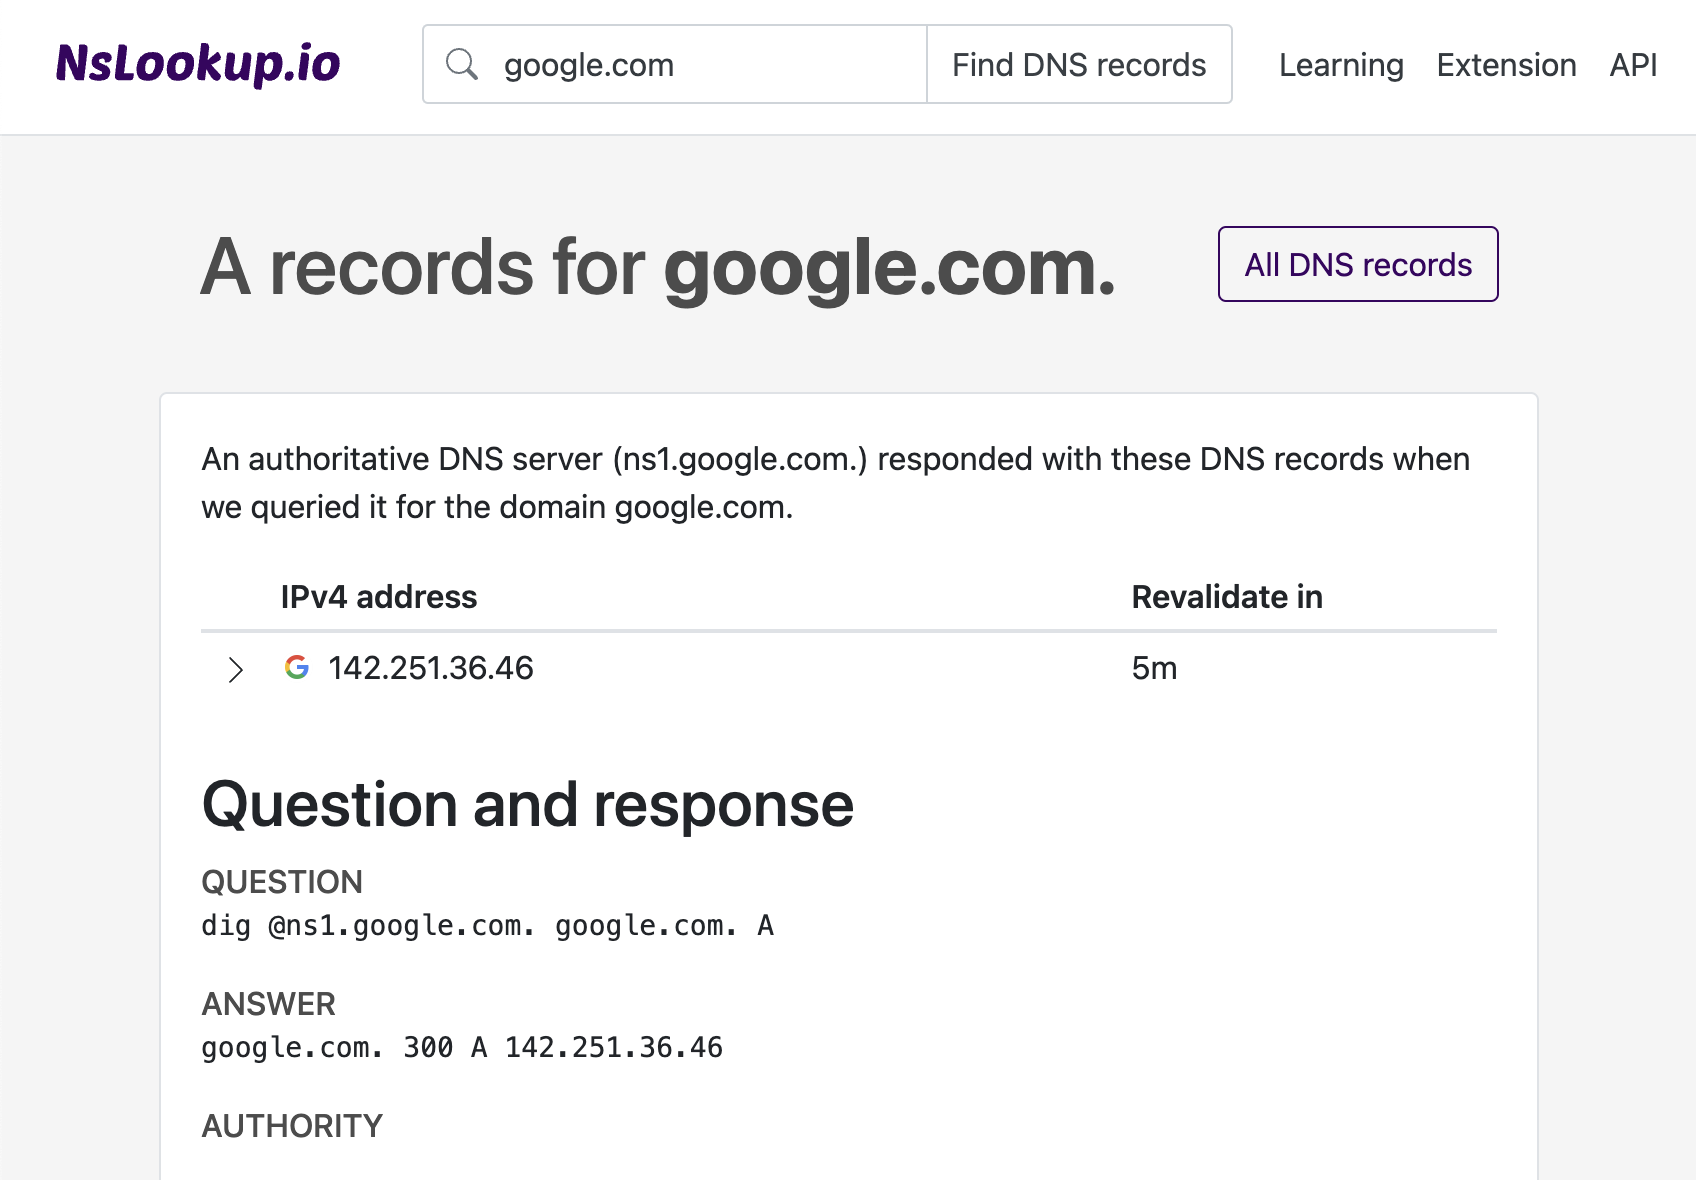 NsLookup.io
google.com
Find DNS records
Learning
Extension
API
A records for google.com.
All DNS records
An authoritative DNS server (ns1.google.com.) responded with these DNS records when
we queried it for the domain google.com.
IPv4 address
Revalidate in
142.251.36.46
5m
Question and response
QUESTION
dig @ns1.google.com. google.com. A
ANSWER
google.com. 300 A 142.251.36.46
AUTHORITY